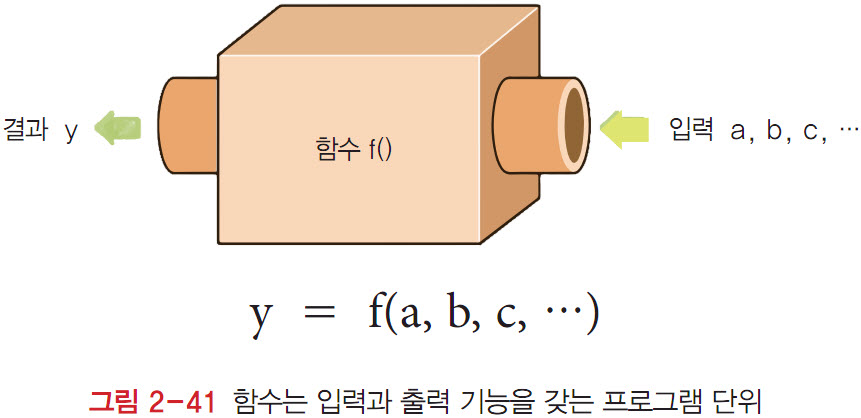 결과 y
함수 f()
입력 a, b, c, …
y = f(a, b, c, …)
그림 2-41 함수는 입력과 출력 기능을 갖는 프로그램 단위